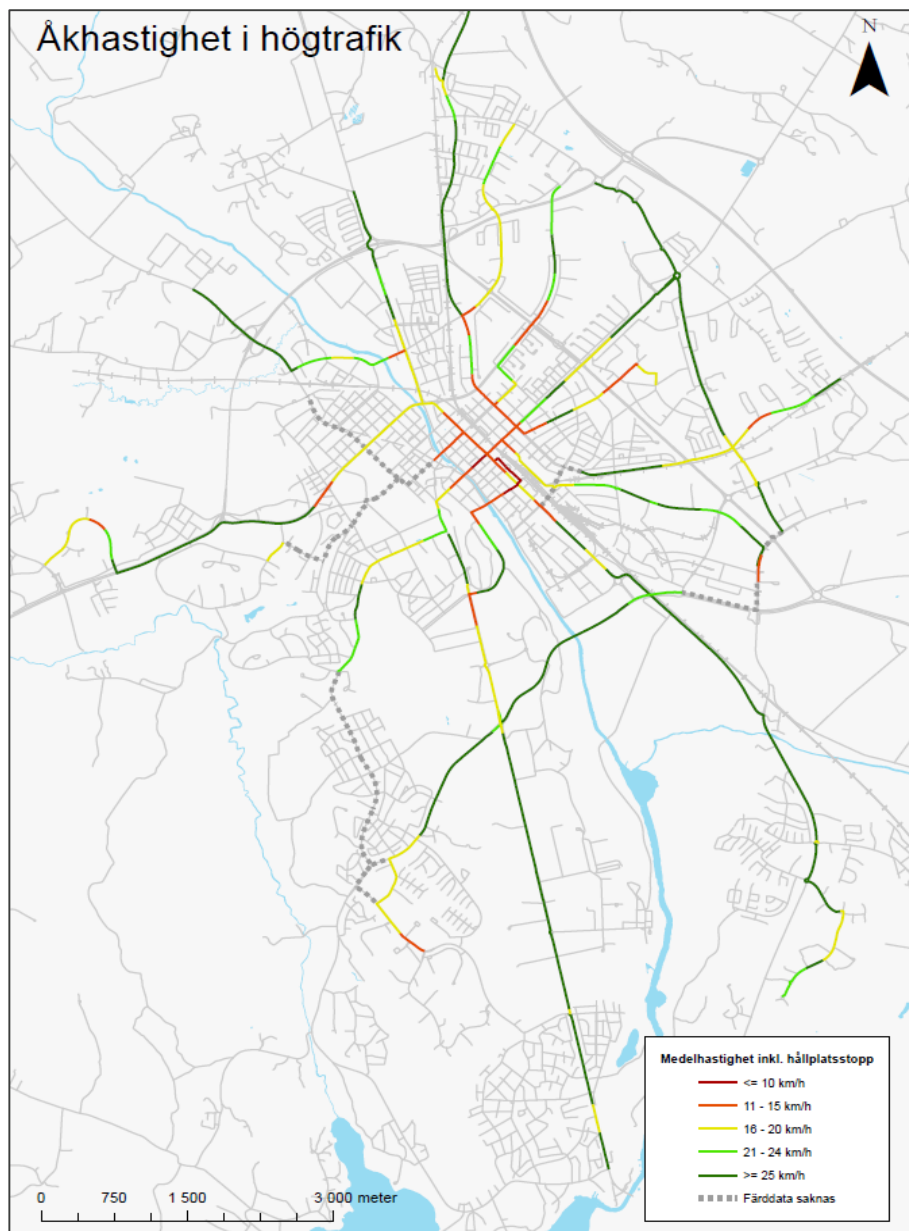 Åkhastighet i högtrafik
N
Medelhastighet inkl. hållplatsstopp
<= 10 km/h
11 - 15 km/h
16 - 20 km/h
21 - 24 km/h
>= 25 km/h
Färddata saknas
0 750 1 500 3 000 meter